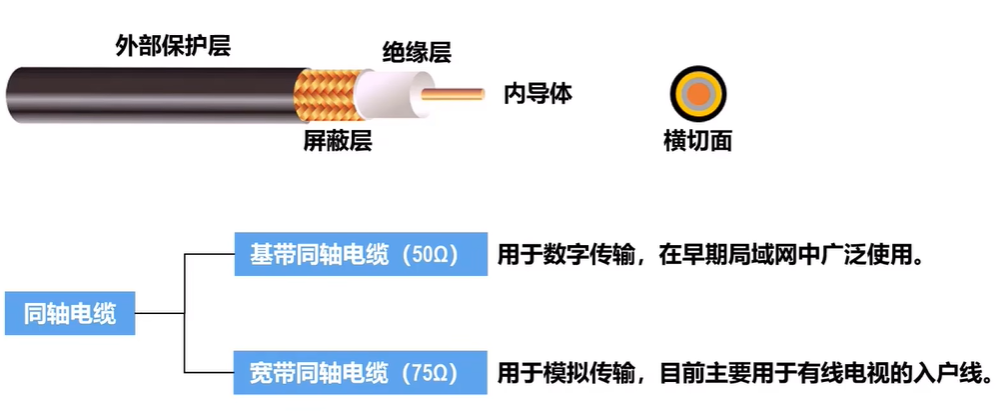 外部保护层
绝缘层
内导体
屏蔽层
横切面
基带同轴电缆（50Ω）
用于数字传输，在早期局域网中广泛使用。
同轴电缆
宽带同轴电缆（75Ω）
用于模拟传输，目前主要用于有线电视的入户线。